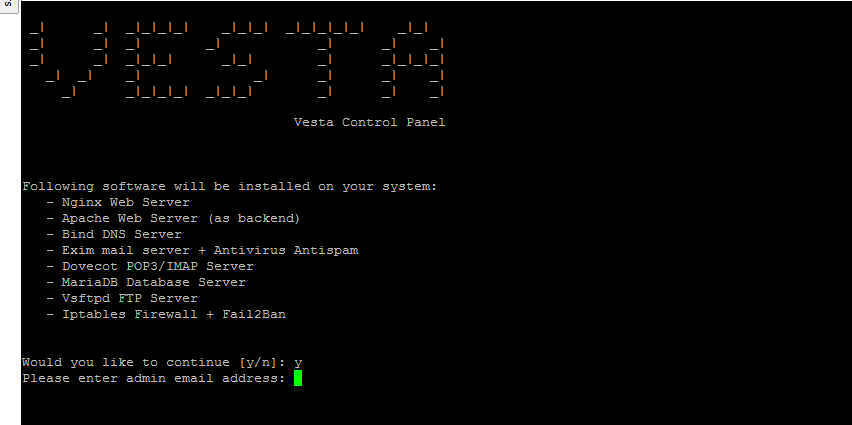 VESTA
Vesta Control Panel
Following software will be installed on your system:
- Nginx Web Server
- Apache Web Server (as backend)
- Bind DNS Server
- Exim mail server + Antivirus Antispam
- Dovecot POP3/IMAP Server
- MariaDB Database Server
- Vsftpd FTP Server
- Iptables Firewall + Fail2Ban
Would you like to continue [y/n]: y
Please enter admin email address: